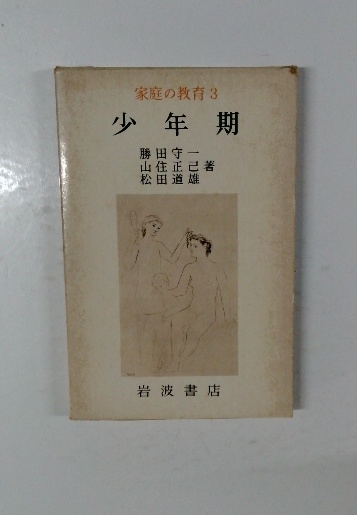 家庭の教育3
少年期
勝田守一
山住正己著
松田道雄
岩波書店